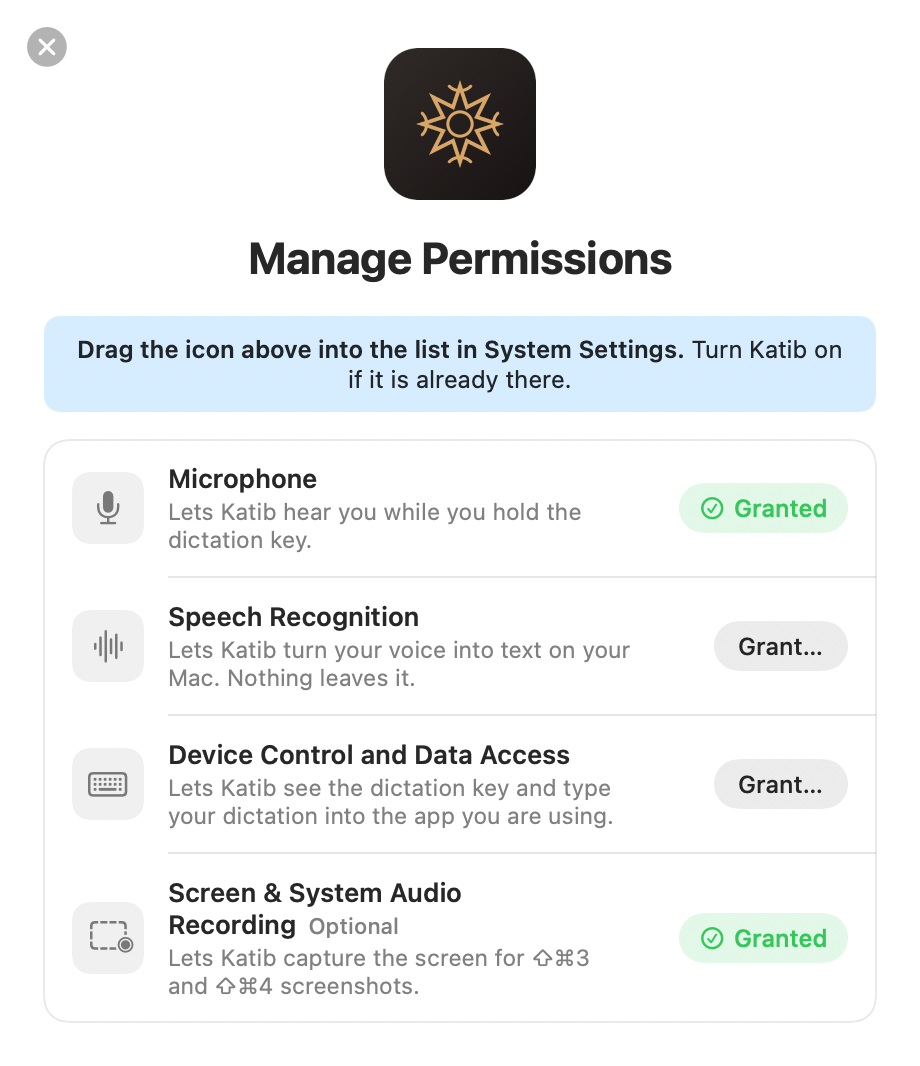 Manage Permissions
Drag the icon above into the list in System Settings. Turn Katib on
if it is already there.
Microphone
Lets Katib hear you while you hold the
dictation key.
Granted
Speech Recognition
Lets Katib turn your voice into text on your
Mac. Nothing leaves it.
Grant...
Device Control and Data Access
Lets Katib see the dictation key and type
your dictation into the app you are using.
Grant...
Screen & System Audio
Recording Optional
Lets Katib capture the screen for ⇧⌘3
and ⇧⌘4 screenshots.
Granted